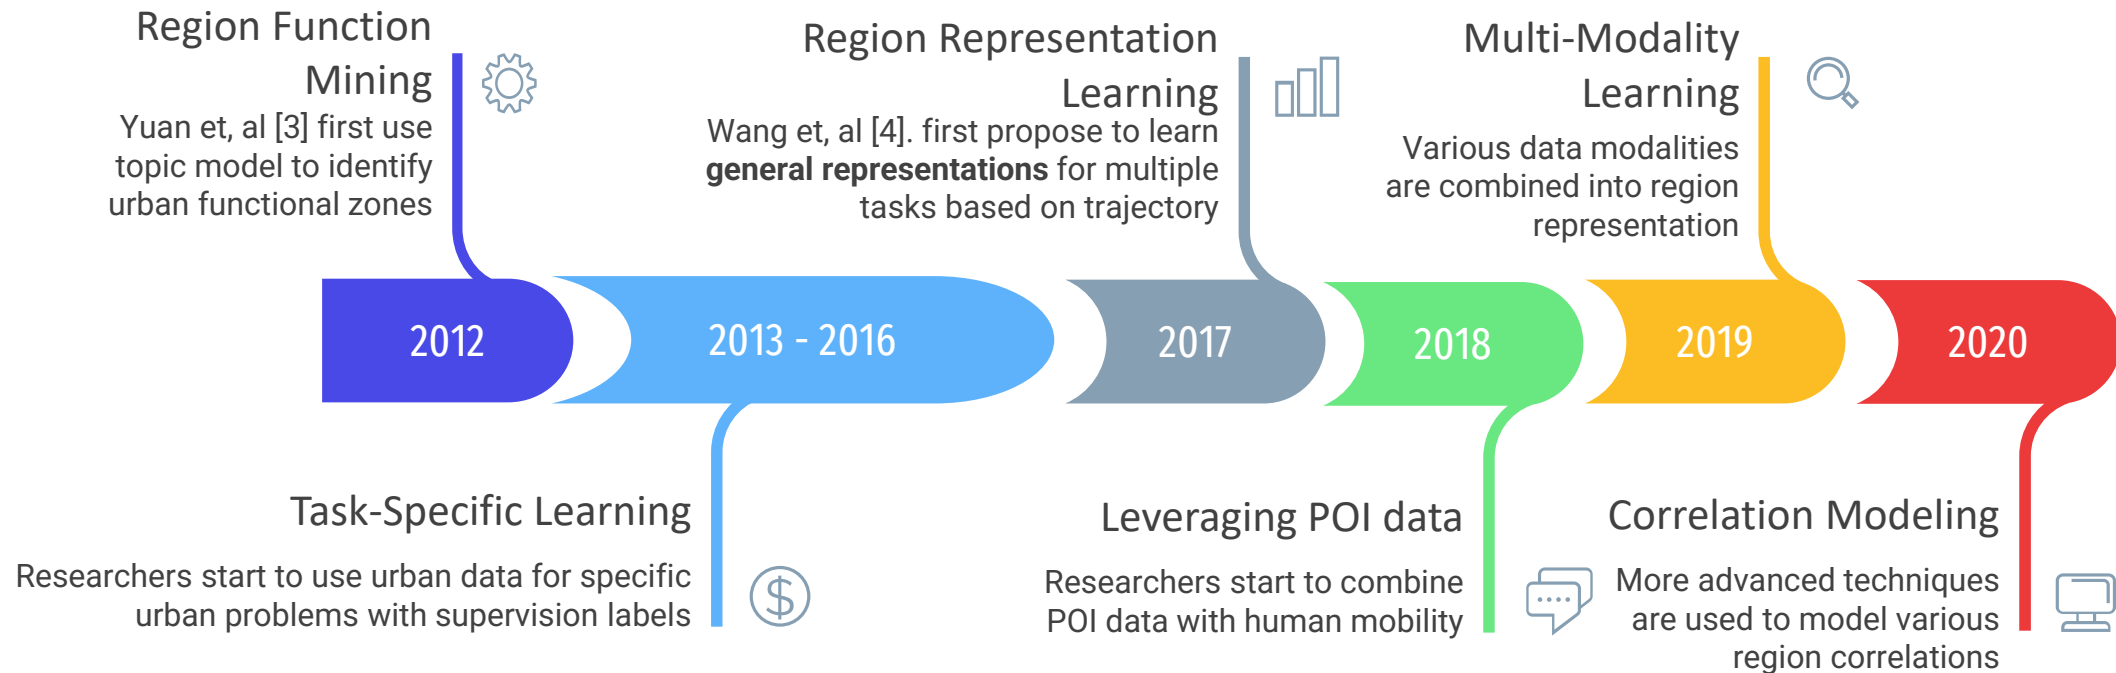 Region Function
Mining
Yuan et, al [3] first use
topic model to identify
urban functional zones
Region Representation
Learning
Wang et, al [4]. first propose to learn
general representations for multiple
tasks based on trajectory
Multi-Modality
Learning
Various data modalities
are combined into region
representation
2012
2013 - 2016
2017
2018
2019
2020
Task-Specific Learning
Researchers start to use urban data for specific
urban problems with supervision labels
$
Leveraging POI data
Researchers start to combine
POI data with human mobility
Correlation Modeling
More advanced techniques
are used to model various
region correlations